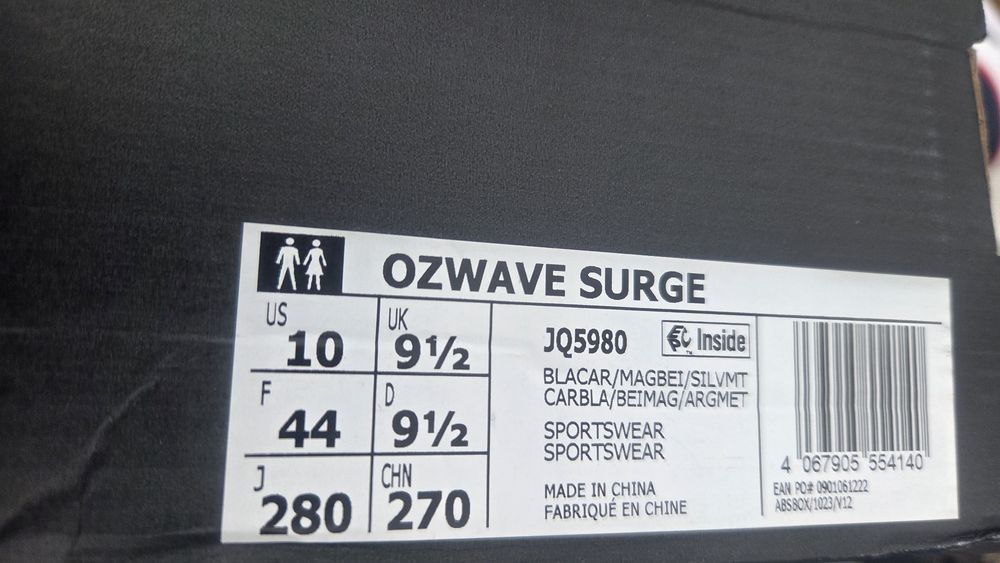 OZWAVE SURGE
US
10
UK
9½
F
44
D
9½
J
280
CHN
270
JQ5980
Inside
BLACAR/MAGBEI/SILVMT
CARBLA/BEIMAG/ARGMET
SPORTSWEAR
SPORTSWEAR
MADE IN CHINA
FABRIQUÉ EN CHINE
4 067905 554140
EAN PO# 0901061222
ABSBOX/1023/V12